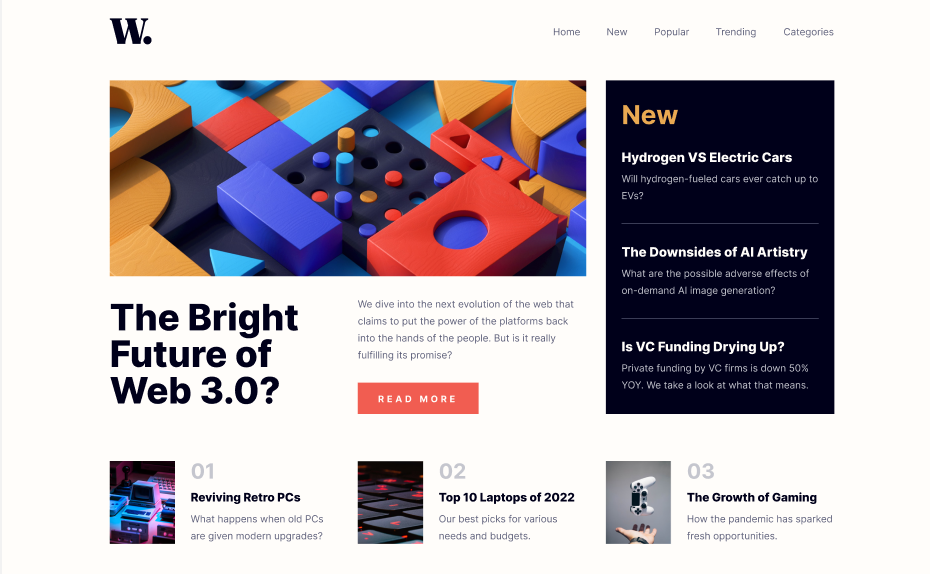 W.
Home New Popular Trending Categories
The Bright
Future of
Web 3.0?
We dive into the next evolution of the web that
claims to put the power of the platforms back
into the hands of the people. But is it really
fulfilling its promise?
READ MORE
New
Hydrogen VS Electric Cars
Will hydrogen-fueled cars ever catch up to
EVs?
The Downsides of AI Artistry
What are the possible adverse effects of
on-demand AI image generation?
Is VC Funding Drying Up?
Private funding by VC firms is down 50%
YOY. We take a look at what that means.
01
Reviving Retro PCs
What happens when old PCs
are given modern upgrades?
02
Top 10 Laptops of 2022
Our best picks for various
needs and budgets.
03
The Growth of Gaming
How the pandemic has sparked
fresh opportunities.